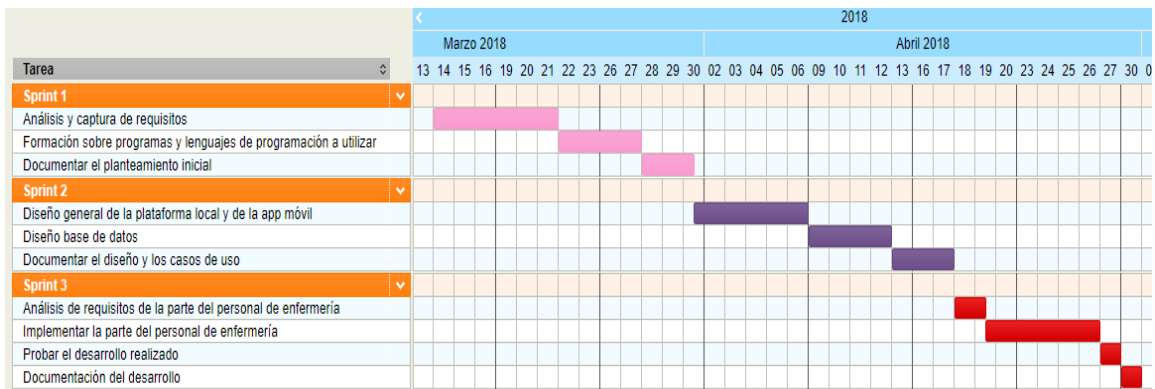 2018
Marzo 2018 Abril 2018
Tarea 13 14 15 16 19 20 21 22 23 26 27 28 29 30 02 03 04 05 06 09 10 11 12 13 16 17 18 19 20 23 24 25 26 27 30 0
Sprint 1
Análisis y captura de requisitos
Formación sobre programas y lenguajes de programación a utilizar
Documentar el planteamiento inicial
Sprint 2
Diseño general de la plataforma local y de la app móvil
Diseño base de datos
Documentar el diseño y los casos de uso
Sprint 3
Análisis de requisitos de la parte del personal de enfermería
Implementar la parte del personal de enfermería
Probar el desarrollo realizado
Documentación del desarrollo